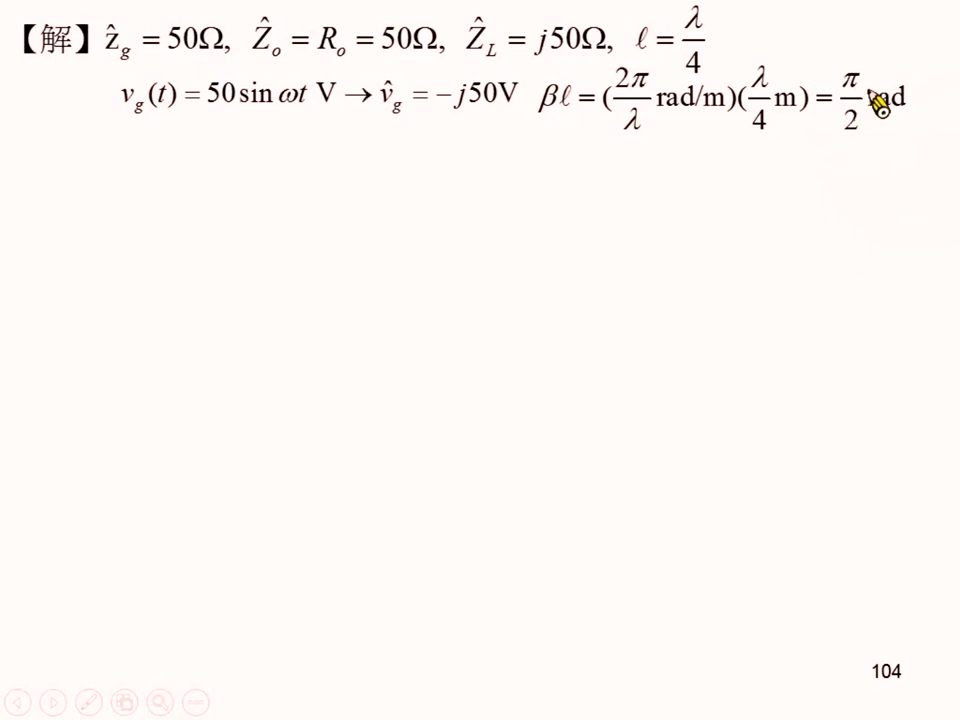 【解】ẑ_g = 50Ω, Ẑ_o = R_o = 50Ω, Ẑ_L = j50Ω, ℓ = λ/4
v_g(t) = 50 sin ωt V → v̂_g = −j50V βℓ = (2π/λ rad/m)(λ/4 m) = π/2 rad
104